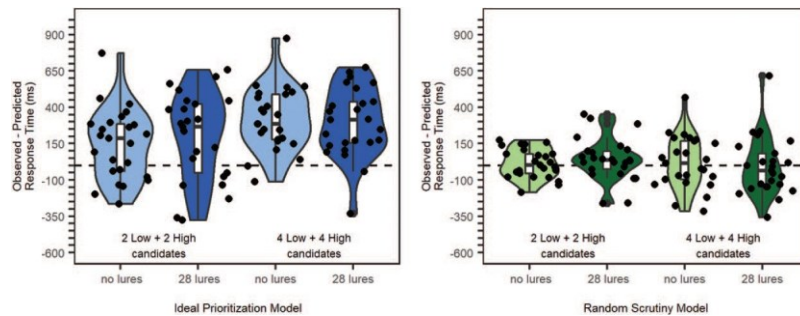 Observed - Predicted
Response Time (ms)
900
650
400
150
-100
-350
-600
2 Low + 2 High
candidates
4 Low + 4 High
candidates
no lures
28 lures
no lures
28 lures
Ideal Prioritization Model
Observed - Predicted
Response Time (ms)
900
650
400
150
-100
-350
-600
2 Low + 2 High
candidates
4 Low + 4 High
candidates
no lures
28 lures
no lures
28 lures
Random Scrutiny Model